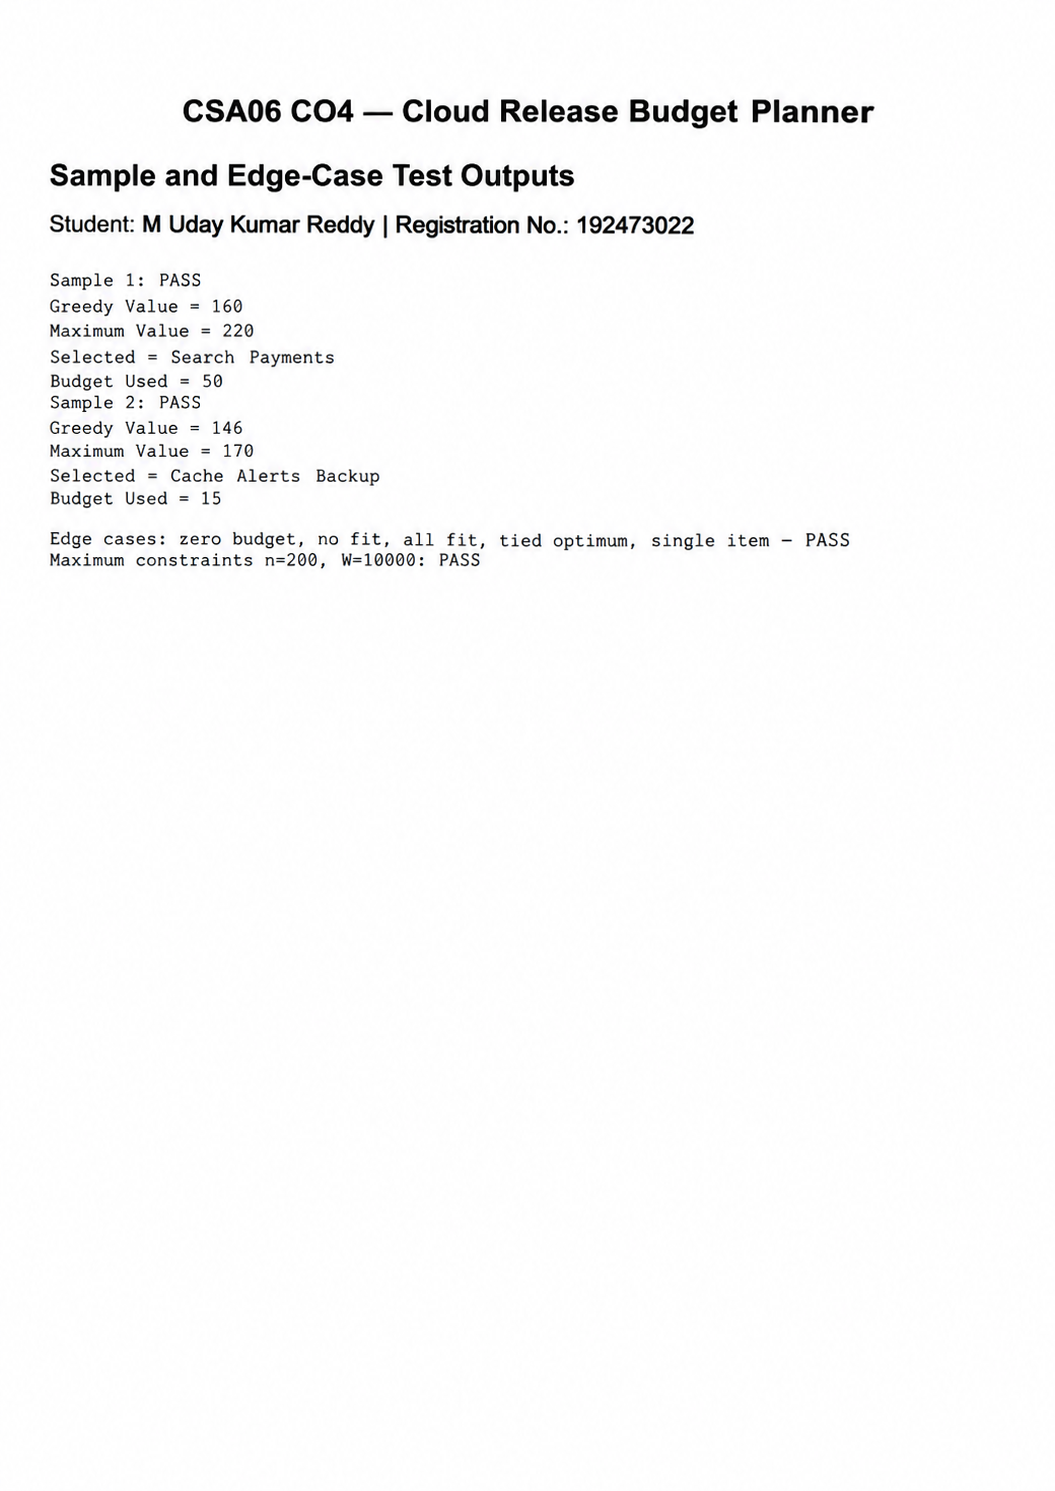 CSA06 CO4 — Cloud Release Budget Planner
Sample and Edge-Case Test Outputs
Student: M Uday Kumar Reddy | Registration No.: 192473022
Sample 1: PASS
Greedy Value = 160
Maximum Value = 220
Selected = Search Payments
Budget Used = 50
Sample 2: PASS
Greedy Value = 146
Maximum Value = 170
Selected = Cache Alerts Backup
Budget Used = 15
Edge cases: zero budget, no fit, all fit, tied optimum, single item – PASS
Maximum constraints n=200, W=10000: PASS